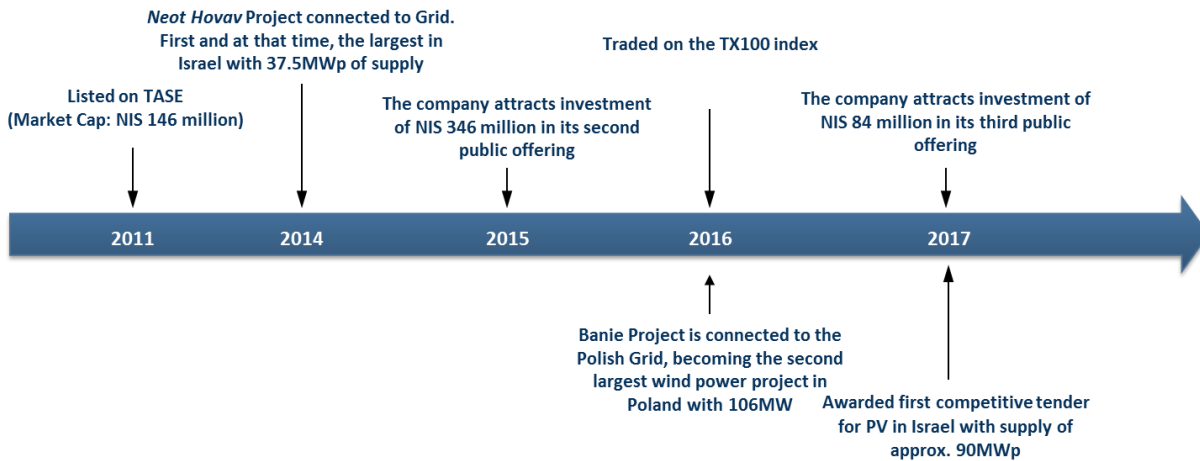 Neot Hovav Project connected to Grid.
First and at that time, the largest in
Israel with 37.5MWp of supply
Traded on the TX100 index
Listed on TASE
(Market Cap: NIS 146 million)
The company attracts investment
of NIS 346 million in its second
public offering
The company attracts investment of
NIS 84 million in its third public
offering
2011
2014
2015
2016
2017
Banie Project is connected to the
Polish Grid, becoming the second
largest wind power project in
Poland with 106MW
Awarded first competitive tender
for PV in Israel with supply of
approx. 90MWp